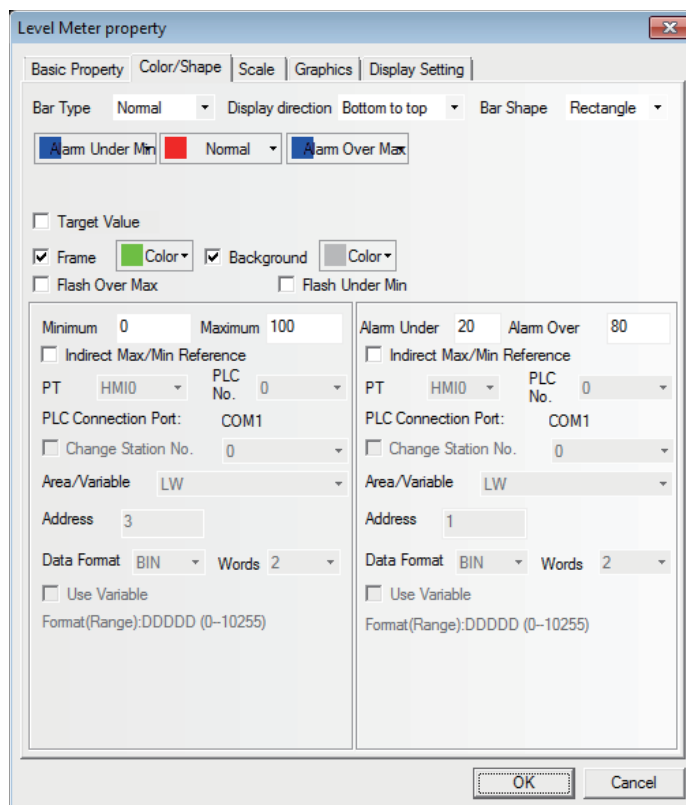 Level Meter property
Basic Property Color/Shape Scale Graphics Display Setting
Bar Type Normal Display direction Bottom to top Bar Shape Rectangle
Alarm Under Min Normal Alarm Over Max
Target Value
Frame Color Background Color
Flash Over Max Flash Under Min
Minimum 0 Maximum 100 Alarm Under 20 Alarm Over 80
Indirect Max/Min Reference Indirect Max/Min Reference
PT HMI0 PLC No. 0 PT HMI0 PLC No. 0
PLC Connection Port: COM1 PLC Connection Port: COM1
Change Station No. 0 Change Station No. 0
Area/Variable LW Area/Variable LW
Address 3 Address 1
Data Format BIN Words 2 Data Format BIN Words 2
Use Variable Use Variable
Format(Range):DDDDD (0--10255) Format(Range):DDDDD (0--10255)
OK Cancel